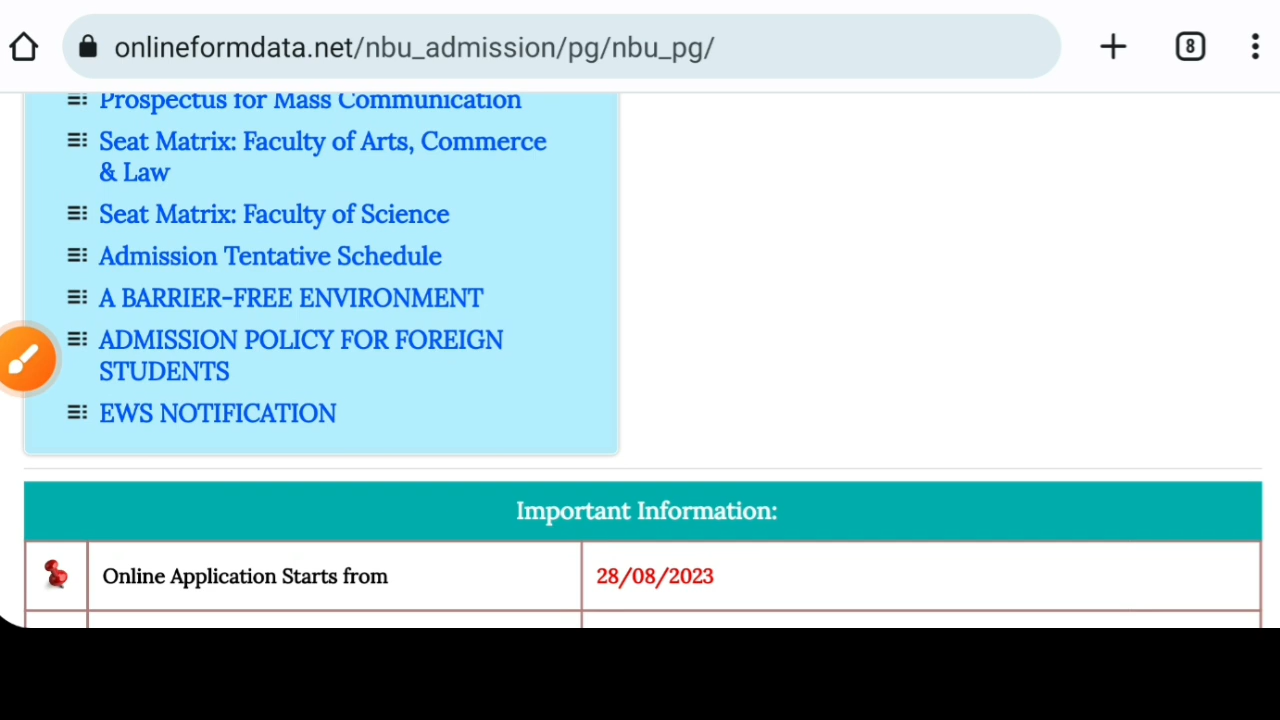 onlineformdata.net/nbu_admission/pg/nbu_pg/
8
Prospectus for Mass Communication
Seat Matrix: Faculty of Arts, Commerce
& Law
Seat Matrix: Faculty of Science
Admission Tentative Schedule
A BARRIER-FREE ENVIRONMENT
ADMISSION POLICY FOR FOREIGN
STUDENTS
EWS NOTIFICATION
Important Information:
Online Application Starts from
28/08/2023